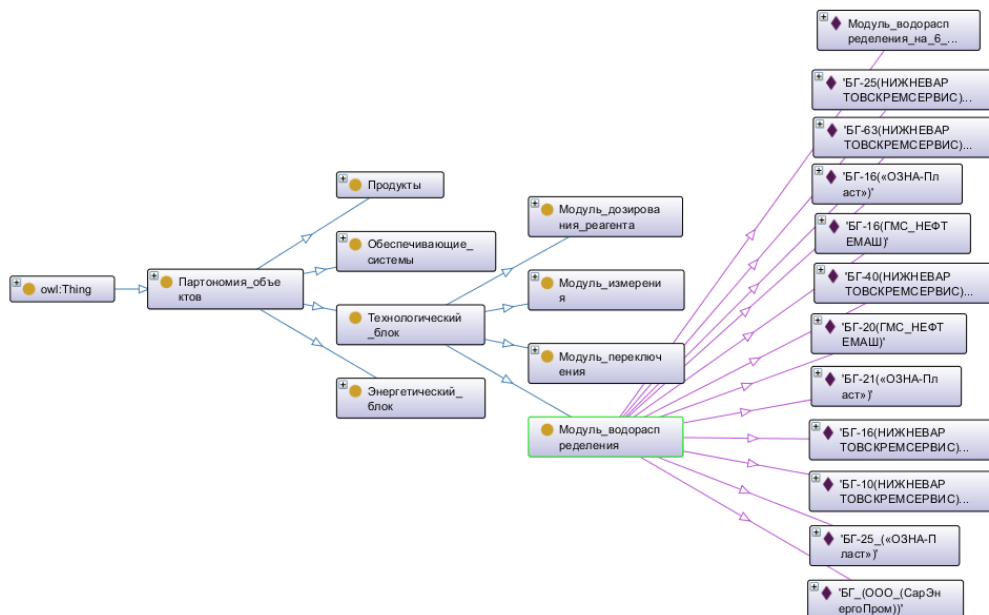 owl:Thing
Партономия_объе
ктов
Продукты
Обеспечивающие_
системы
Технологический
_блок
Энергетический_
блок
Модуль_дозирова
ния_реагента
Модуль_измерени
я
Модуль_переключ
ения
Модуль_водорасп
ределения
Модуль_водорасп
ределения_на_6_...
'БГ-25(НИЖНЕВАР
ТОВСКРЕМСЕРВИС)...
'БГ-63(НИЖНЕВАР
ТОВСКРЕМСЕРВИС)...
'БГ-16(«ОЗНА-Пл
аст»)'
'БГ-16(ГМС_НЕФТ
ЕМАШ)'
'БГ-40(НИЖНЕВАР
ТОВСКРЕМСЕРВИС)...
'БГ-20(ГМС_НЕФТ
ЕМАШ)'
'БГ-21(«ОЗНА-Пл
аст»)'
'БГ-16(НИЖНЕВАР
ТОВСКРЕМСЕРВИС)...
'БГ-10(НИЖНЕВАР
ТОВСКРЕМСЕРВИС)...
'БГ-25_(«ОЗНА-П
ласт»)'
'БГ_(ООО_(СарЭн
ергоПром))'